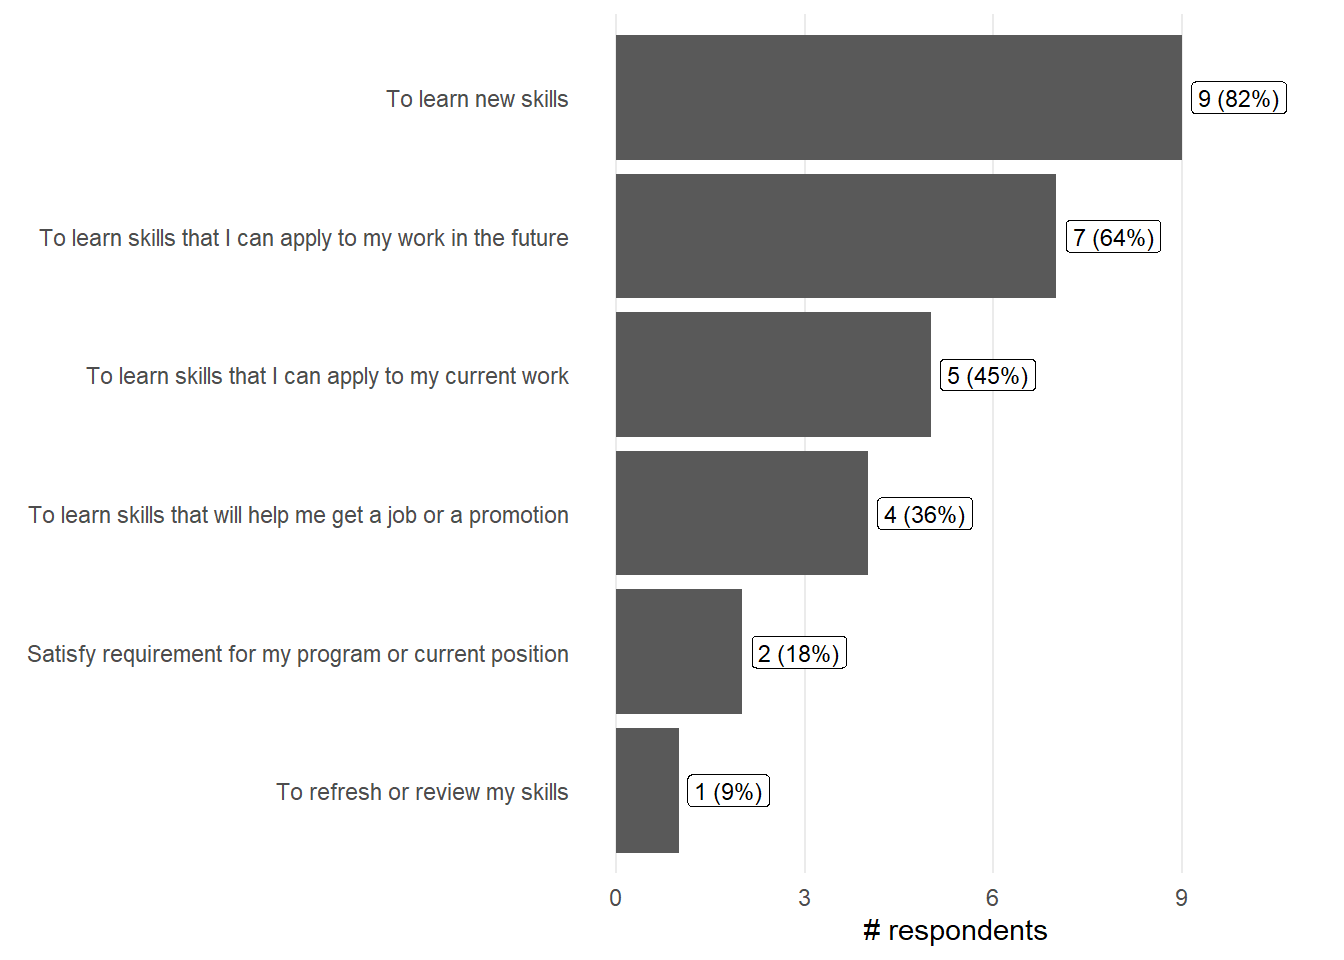 To learn new skills
9 (82%)
To learn skills that I can apply to my work in the future
7 (64%)
To learn skills that I can apply to my current work
5 (45%)
To learn skills that will help me get a job or a promotion
4 (36%)
Satisfy requirement for my program or current position
2 (18%)
To refresh or review my skills
1 (9%)
0 3 6 9
# respondents